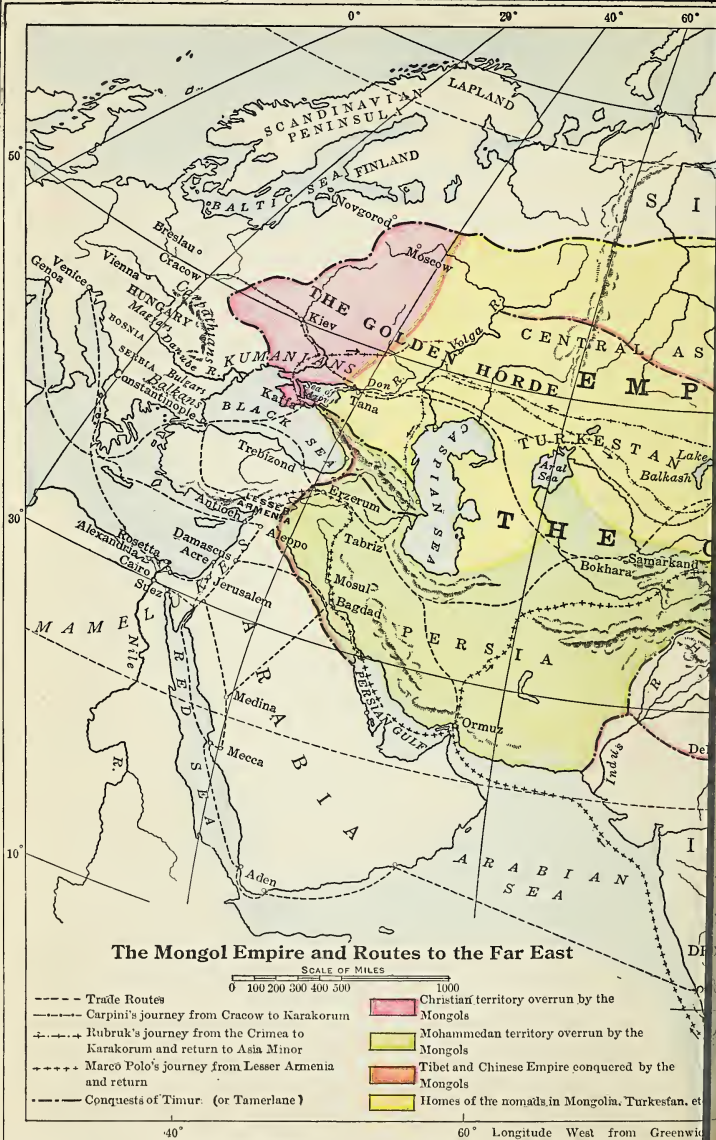 0° 20° 40° 60°
LAPLAND
SCANDINAVIAN
PENINSULA
50°
FINLAND
BALTIC SEA
S I
Novgorod
Breslau
Moscow
Cracow
Vienna
Venice
Genoa
Carpathians
HUNGARY
THE GOLDEN
HORDE
Kiev
Volga R.
CENTRAL AS
BOSNIA
Danube R.
KUMANIANS
EMP
SERBIA
Bulgars
Balkans
Don R.
Constantinople
Sea of
Kaffa
Tana
BLACK SEA
TURKESTAN
CASPIAN SEA
Lake
Balkash
Aral
Sea
Trebizond
LESSER
ARMENIA
Erzerum
Antioch
THE
30°
Aleppo
Rosetta
Alexandria
Damascus
Acre
Tabriz
Samarkand
Bokhara
Cairo
Suez
Jerusalem
Mosul
Bagdad
MAMEL
PERSIA
Nile
R.
ARABIA
RED SEA
PERSIAN GULF
Medina
Ormuz
Mecca
Indus
R.
Del
I
10°
Aden
ARABIAN
SEA
The Mongol Empire and Routes to the Far East
SCALE OF MILES
0 100 200 300 400 500 1000
Trade Routes
Carpini's journey from Cracow to Karakorum
Rubruk's journey from the Crimea to
Karakorum and return to Asia Minor
Marco Polo's journey from Lesser Armenia
and return
Conquests of Timur (or Tamerlane)
Christian territory overrun by the
Mongols
Mohammedan territory overrun by the
Mongols
Tibet and Chinese Empire conquered by the
Mongols
Homes of the nomads in Mongolia, Turkestan, et
40° 60° Longitude West from Greenwic